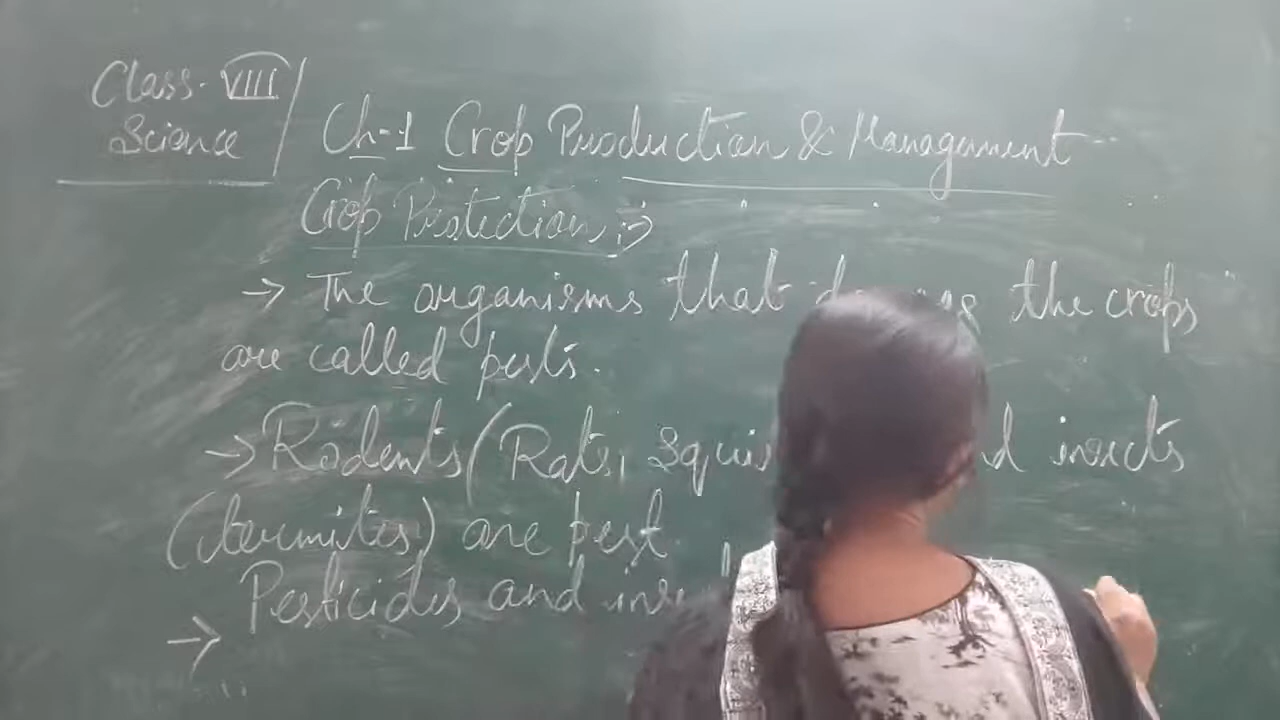 Class-VIII
Science
Ch-1 Crop Production & Management
Crop Protection :->
→ The organisms that the crops
are called pests.
→ Rodents (Rats, insects
(termites) are pest
→ Pesticides and